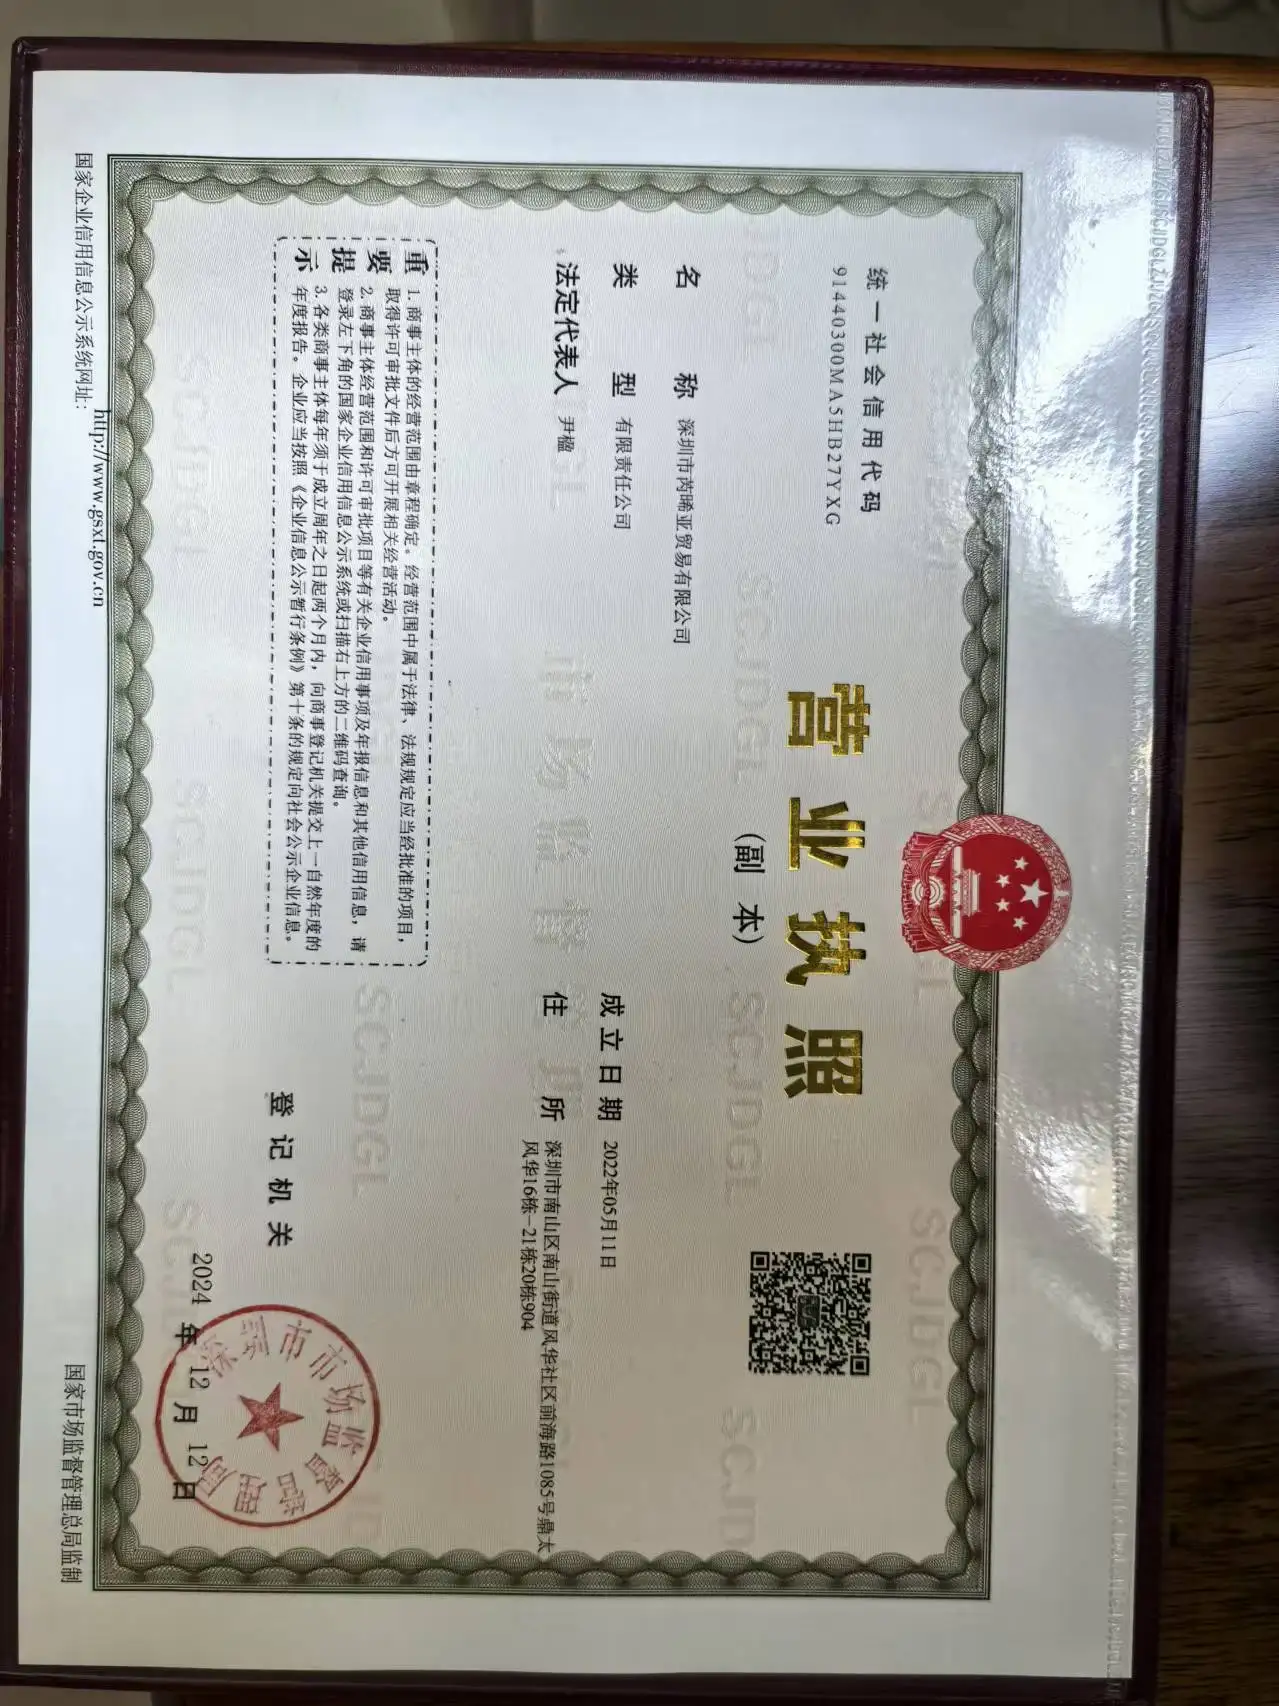 统一社会信用代码
91440300MA5HB27YXG
营业执照
(副 本)
名 称 深圳市芮晞亚贸易有限公司
类 型 有限责任公司
法定代表人 尹楹
成立日期 2022年05月11日
住 所 深圳市南山区南山街道风华社区前海路1085号鼎太
风华16栋-21栋20栋904
重要提示
1. 商事主体的经营范围由章程确定。经营范围中属于法律、法规规定应当经批准的项目,
取得许可审批文件后方可开展相关经营活动。
2. 商事主体经营范围和许可审批项目等有关企业信用事项及年报信息和其他信用信息,请
登录左下角的国家企业信用信息公示系统或扫描右上方的二维码查询。
3. 各类商事主体每年须于成立周年之日起两个月内,向商事登记机关提交上一自然年度的
年度报告。企业应当按照《企业信息公示暂行条例》第十条的规定向社会公示企业信息。
登记机关
深圳市市场监督管理局
2024 年 12 月 12 日
国家企业信用信息公示系统网址: http://www.gsxt.gov.cn
国家市场监督管理总局监制